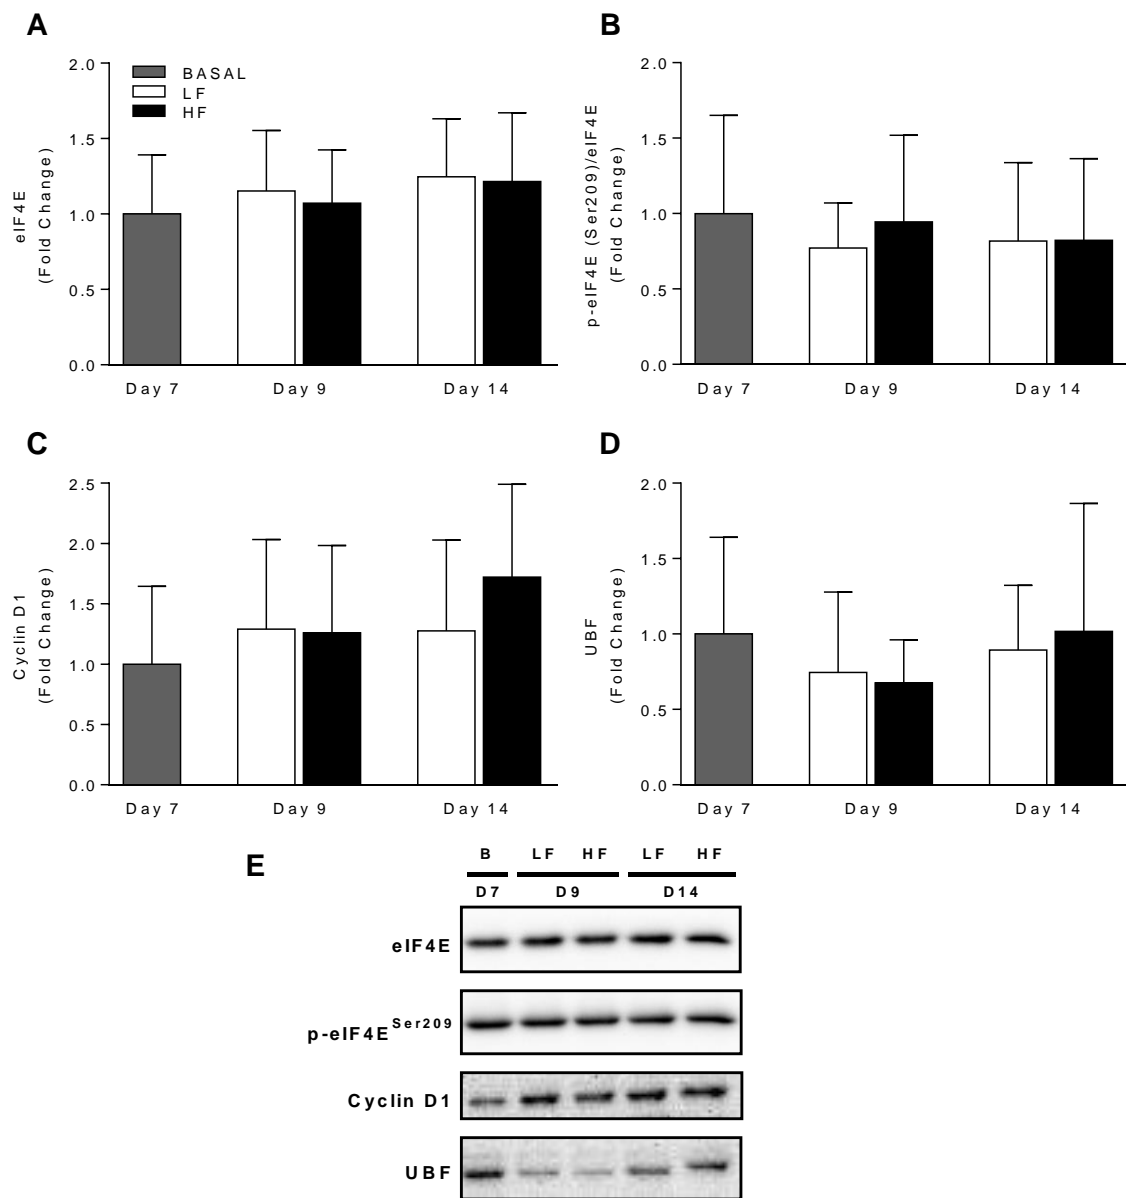 A
eIF4E
(Fold Change)
2.0
1.5
1.0
0.5
0.0
BASAL
LF
HF
Day 7 Day 9 Day 14
B
p-eIF4E (Ser209)/eIF4E
(Fold Change)
2.0
1.5
1.0
0.5
0.0
Day 7 Day 9 Day 14
C
Cyclin D1
(Fold Change)
2.5
2.0
1.5
1.0
0.5
0.0
Day 7 Day 9 Day 14
D
UBF
(Fold Change)
2.0
1.5
1.0
0.5
0.0
Day 7 Day 9 Day 14
E
B LF HF LF HF
D7 D9 D14
eIF4E
p-eIF4E Ser209
Cyclin D1
UBF